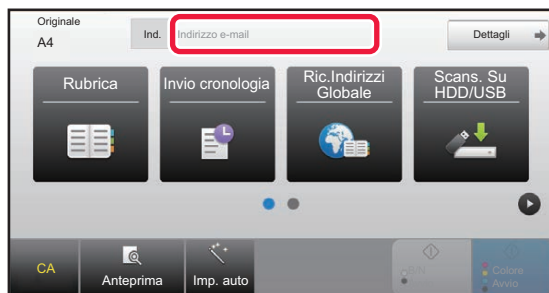 Originale
A4
Ind.
Indirizzo e-mail
Dettagli
Rubrica
Invio cronologia
Ric.Indirizzi
Globale
Scans. Su
HDD/USB
CA
Anteprima
Imp. auto
Colore
Avvio